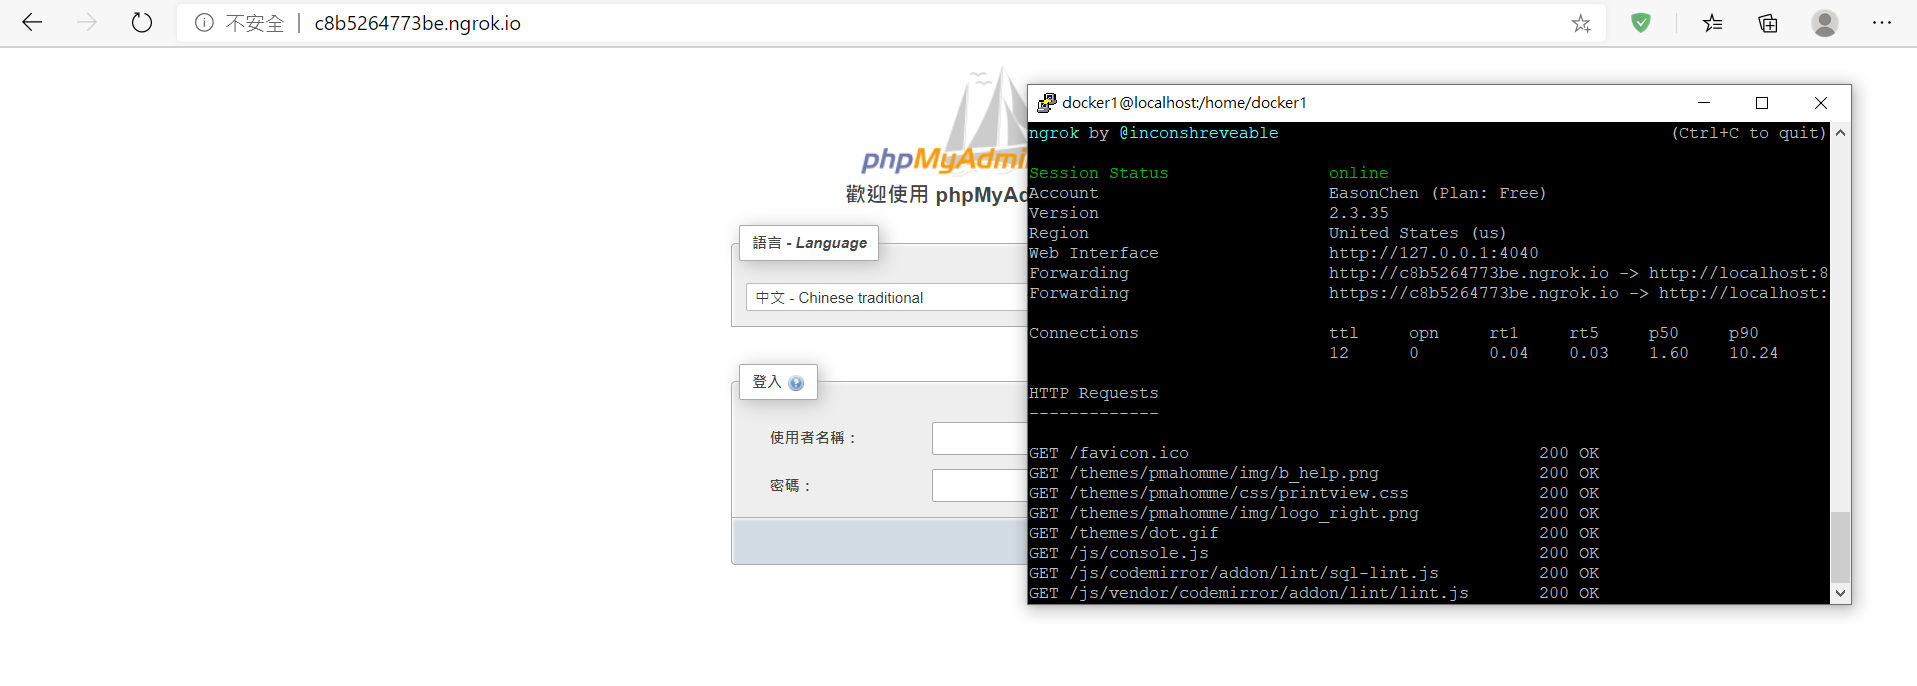 不安全 | c8b5264773be.ngrok.io
phpMyAdmi
歡迎使用 phpMyAd
語言 - Language
中文 - Chinese traditional
登入
使用者名稱：
密碼：
docker1@localhost:/home/docker1
ngrok by @inconshreveable (Ctrl+C to quit)
Session Status online
Account EasonChen (Plan: Free)
Version 2.3.35
Region United States (us)
Web Interface http://127.0.0.1:4040
Forwarding http://c8b5264773be.ngrok.io -> http://localhost:8
Forwarding https://c8b5264773be.ngrok.io -> http://localhost:
Connections ttl opn rt1 rt5 p50 p90
12 0 0.04 0.03 1.60 10.24
HTTP Requests
-------------
GET /favicon.ico 200 OK
GET /themes/pmahomme/img/b_help.png 200 OK
GET /themes/pmahomme/css/printview.css 200 OK
GET /themes/pmahomme/img/logo_right.png 200 OK
GET /themes/dot.gif 200 OK
GET /js/console.js 200 OK
GET /js/codemirror/addon/lint/sql-lint.js 200 OK
GET /js/vendor/codemirror/addon/lint/lint.js 200 OK